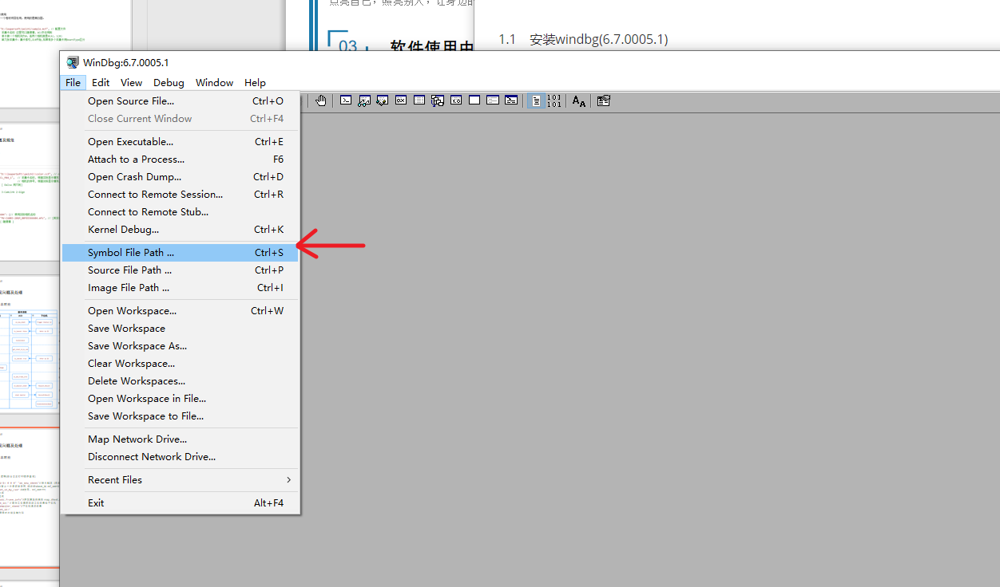 点亮自己，照亮别人，让身边的
03
软件使用中
1.1 安装windbg(6.7.0005.1)
WinDbg:6.7.0005.1
File Edit View Debug Window Help
Open Source File... Ctrl+O
Close Current Window Ctrl+F4
Open Executable... Ctrl+E
Attach to a Process... F6
Open Crash Dump... Ctrl+D
Connect to Remote Session... Ctrl+R
Connect to Remote Stub...
Kernel Debug... Ctrl+K
Symbol File Path ... Ctrl+S
Source File Path ... Ctrl+P
Image File Path ... Ctrl+I
Open Workspace... Ctrl+W
Save Workspace
Save Workspace As...
Clear Workspace...
Delete Workspaces...
Open Workspace in File...
Save Workspace to File...
Map Network Drive...
Disconnect Network Drive...
Recent Files
Exit Alt+F4
101
101
AA